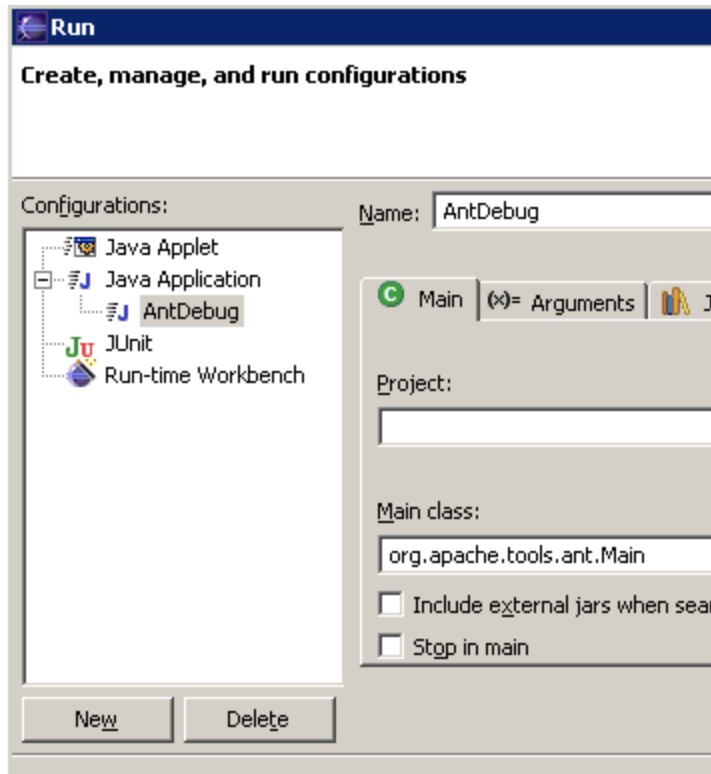 Run
Create, manage, and run configurations
Configurations:
Java Applet
Java Application
AntDebug
JUnit
Run-time Workbench
New
Delete
Name: AntDebug
Main
(x)= Arguments
Project:
Main class:
org.apache.tools.ant.Main
Include external jars when
Stop in main